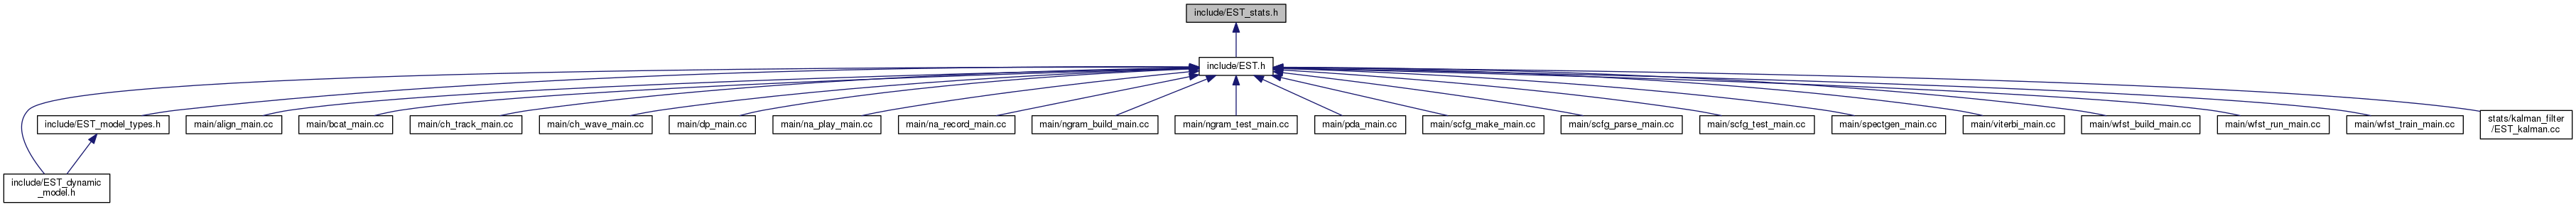 include/EST_stats.h
include/EST.h
include/EST_model_types.h
main/align_main.cc
main/bcat_main.cc
main/ch_track_main.cc
main/ch_wave_main.cc
main/dp_main.cc
main/na_play_main.cc
main/na_record_main.cc
main/ngram_build_main.cc
main/ngram_test_main.cc
main/pda_main.cc
main/scfg_make_main.cc
main/scfg_parse_main.cc
main/scfg_test_main.cc
main/spectgen_main.cc
main/viterbi_main.cc
main/wfst_build_main.cc
main/wfst_run_main.cc
main/wfst_train_main.cc
stats/kalman_filter
/EST_kalman.cc
include/EST_dynamic
_model.h